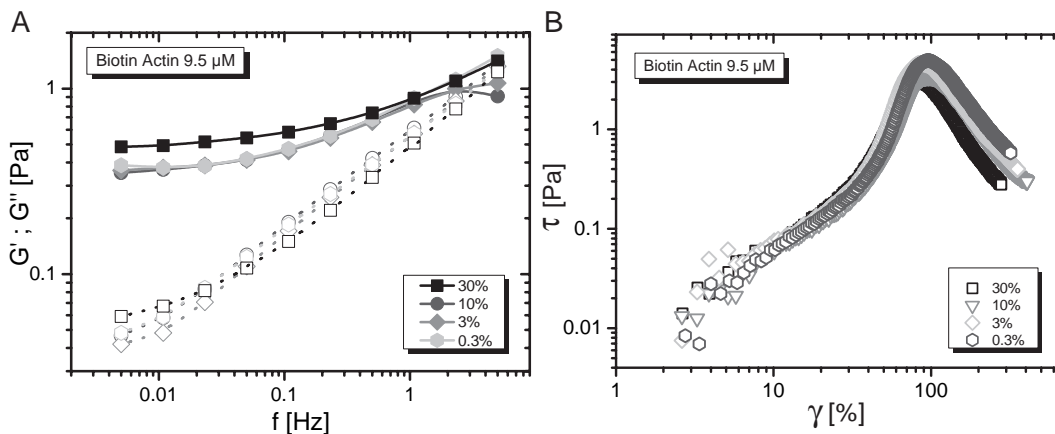 A
Biotin Actin 9.5 μM
1
0.1
G' ; G'' [Pa]
0.01
0.1
1
f [Hz]
30%
10%
3%
0.3%
B
Biotin Actin 9.5 μM
1
0.1
0.01
τ [Pa]
1
10
100
γ [%]
30%
10%
3%
0.3%